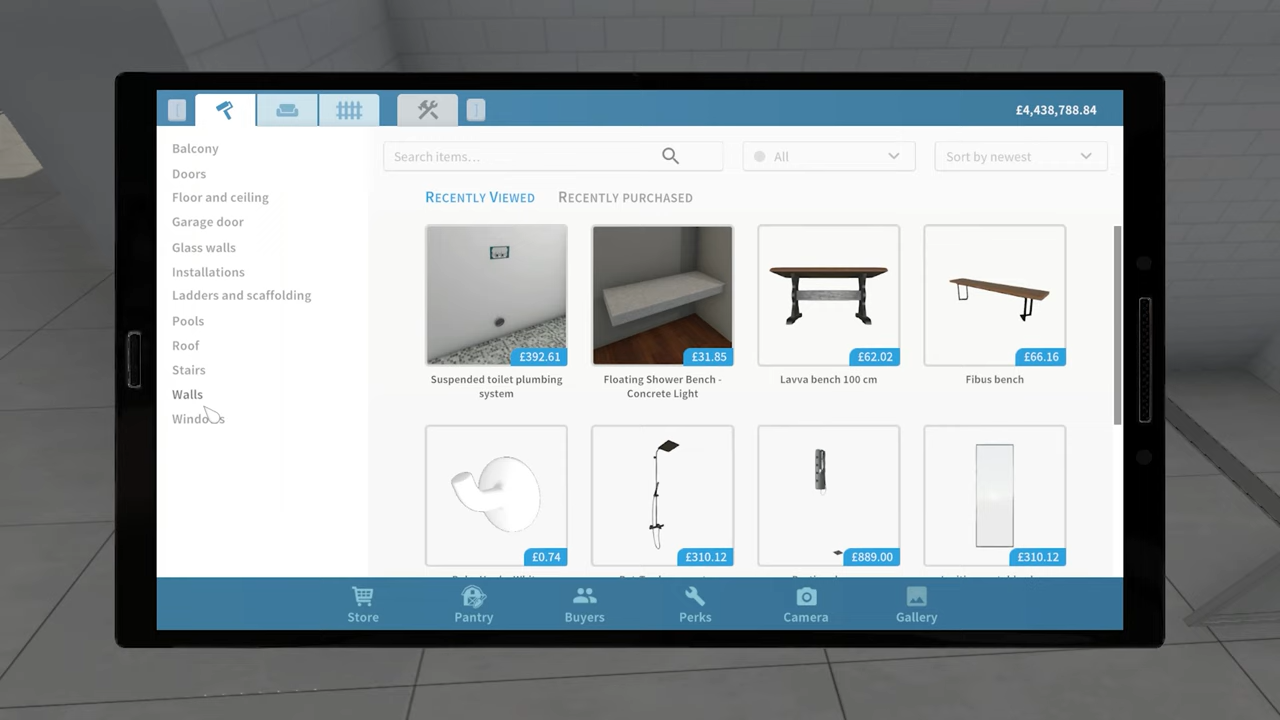 £4,438,788.84
Balcony
Doors
Floor and ceiling
Garage door
Glass walls
Installations
Ladders and scaffolding
Pools
Roof
Stairs
Walls
Windows
Search items...
All
Sort by newest
RECENTLY VIEWED
RECENTLY PURCHASED
£392.61
£31.85
£62.02
£66.16
Suspended toilet plumbing
system
Floating Shower Bench -
Concrete Light
Lavva bench 100 cm
Fibus bench
£0.74
£310.12
£889.00
£310.12
Store
Pantry
Buyers
Perks
Camera
Gallery